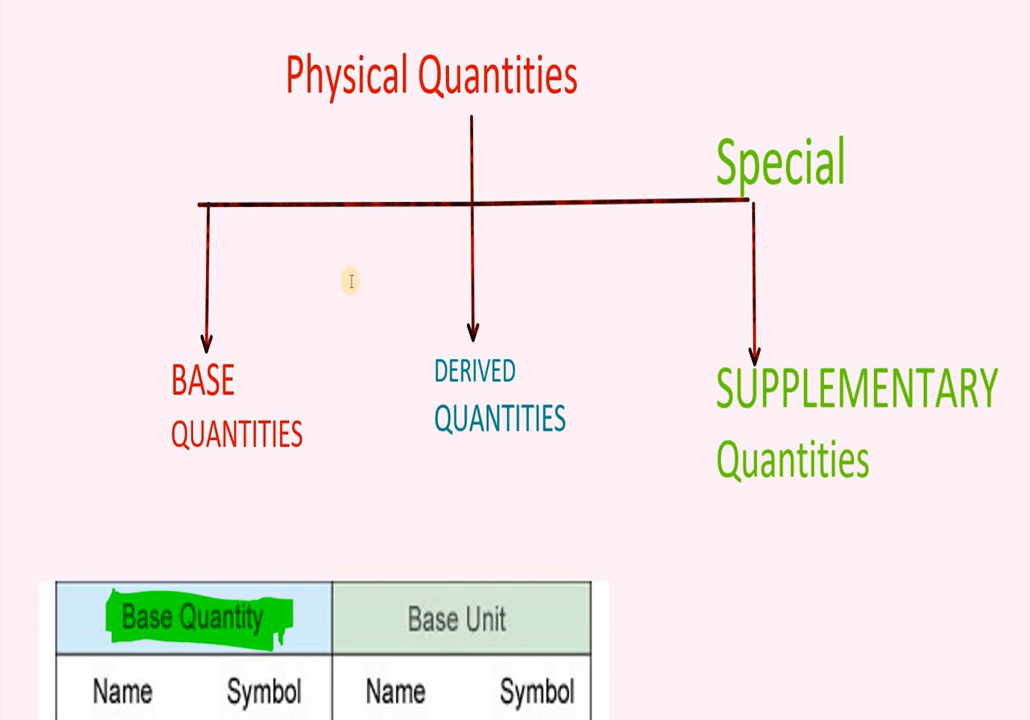 Physical Quantities
Special
BASE
QUANTITIES
DERIVED
QUANTITIES
SUPPLEMENTARY
Quantities
Base Quantity Base Unit
Name Symbol Name Symbol